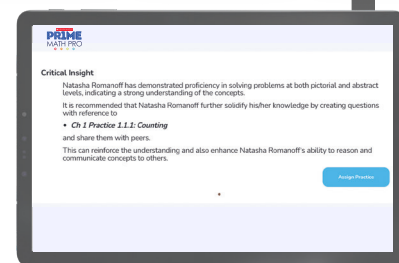 PRIME
MATH PRO
Critical Insight
Natasha Romanoff has demonstrated proficiency in solving problems at both pictorial and abstract
levels, indicating a strong understanding of the concepts.
It is recommended that Natasha Romanoff further solidify his/her knowledge by creating questions
with reference to
• Ch 1 Practice 1.1.1: Counting
and share them with peers.
This can reinforce the understanding and also enhance Natasha Romanoff's ability to reason and
communicate concepts to others.
Assign Practice